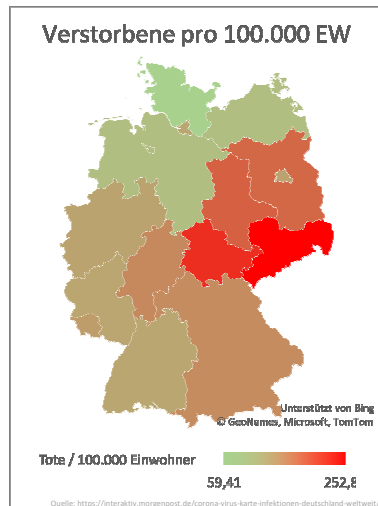 Verstorbene pro 100.000 EW
Unterstützt von Bing
© GeoNames, Microsoft, TomTom
Tote / 100.000 Einwohner
59,41
252,8
Quelle: https://interaktiv.morgenpost.de/corona-virus-karte-infektionen-deutschland-weltweit/